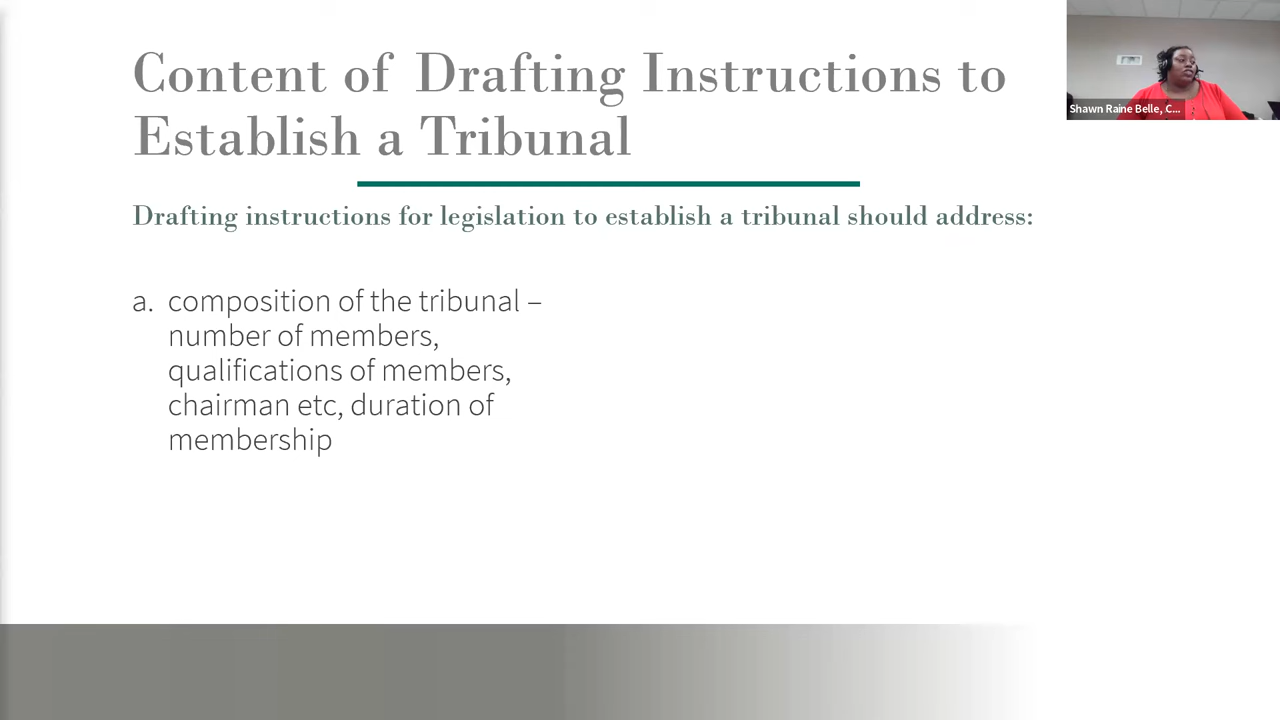 Content of Drafting Instructions to
Establish a Tribunal
Drafting instructions for legislation to establish a tribunal should address:
a. composition of the tribunal –
number of members,
qualifications of members,
chairman etc, duration of
membership
Shawn Raine Belle, C...